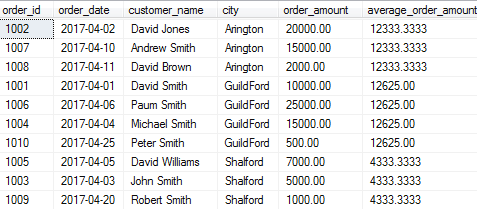 order_id order_date customer_name city order_amount average_order_amount
1002 2017-04-02 David Jones Arington 20000.00 12333.3333
1007 2017-04-10 Andrew Smith Arington 15000.00 12333.3333
1008 2017-04-11 David Brown Arington 2000.00 12333.3333
1001 2017-04-01 David Smith GuildFord 10000.00 12625.00
1006 2017-04-06 Paum Smith GuildFord 25000.00 12625.00
1004 2017-04-04 Michael Smith GuildFord 15000.00 12625.00
1010 2017-04-25 Peter Smith GuildFord 500.00 12625.00
1005 2017-04-05 David Williams Shalford 7000.00 4333.3333
1003 2017-04-03 John Smith Shalford 5000.00 4333.3333
1009 2017-04-20 Robert Smith Shalford 1000.00 4333.3333